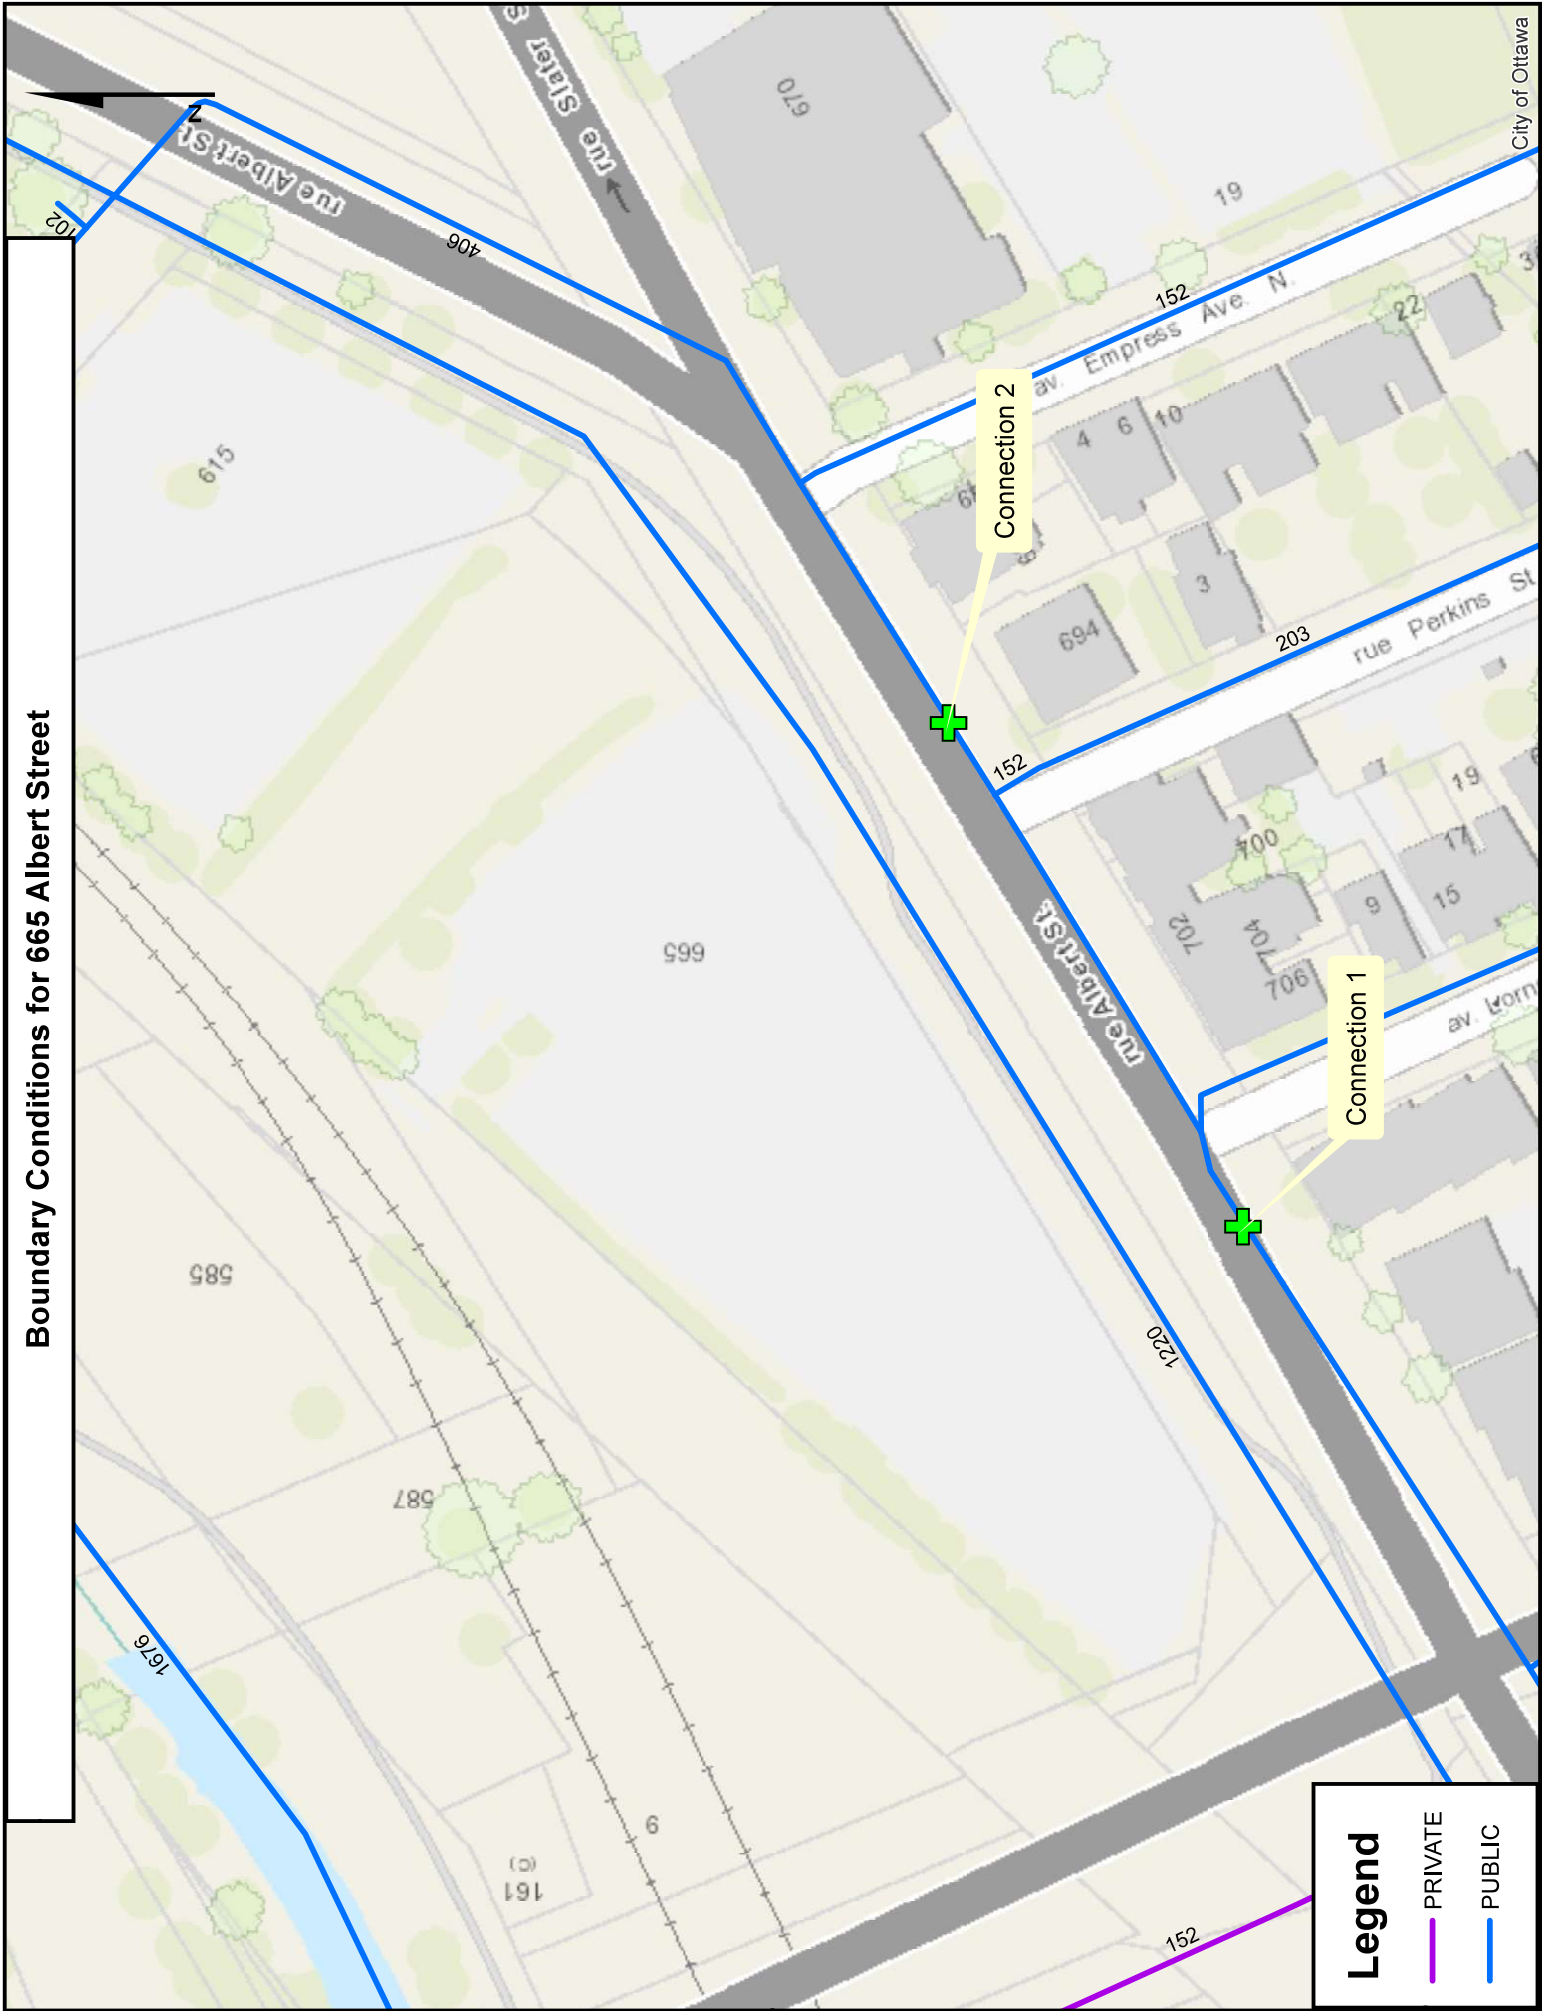 Boundary Conditions for 665 Albert Street
N
102
rue Albert St
406
rue Slater S
670
19
152
av. Empress Ave. N.
22
615
Connection 2
4
6
10
3
694
203
rue Perkins St
152
665
rue Albert St.
700
702
704
706
9
15
17
19
av. Lorn
Connection 1
585
587
1220
1676
9
161
(C)
152
Legend
PRIVATE
PUBLIC
City of Ottawa